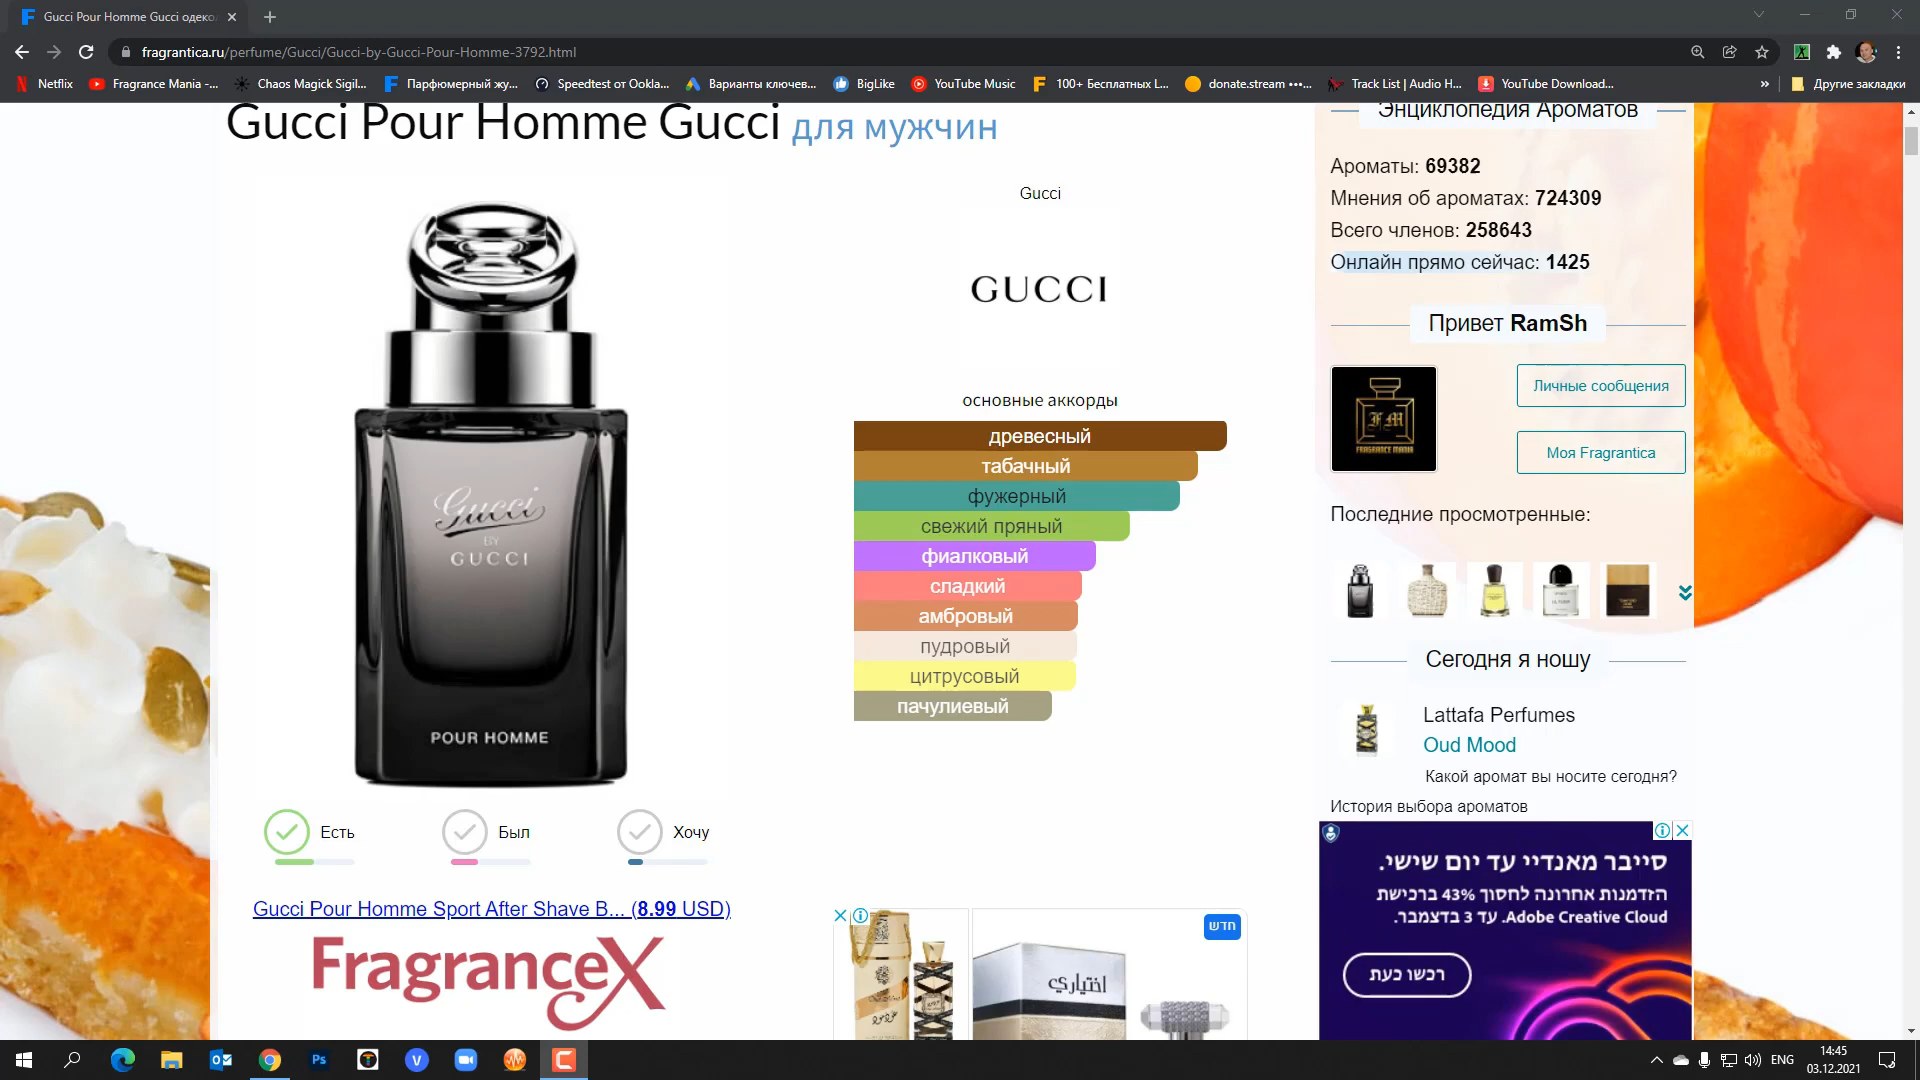 Gucci Pour Homme Gucci одеко
fragrantica.ru/perfume/Gucci/Gucci-by-Gucci-Pour-Homme-3792.html
Netflix
Fragrance Mania -...
Chaos Magick Sigil...
Парфюмерный жу...
Speedtest от Ookla...
Варианты ключев...
BigLike
YouTube Music
100+ Бесплатных L...
donate.stream •••...
Track List | Audio H...
YouTube Download...
»
Другие закладки
Gucci Pour Homme Gucci для мужчин
Gucci
GUCCI
основные аккорды
древесный
табачный
фужерный
свежий пряный
фиалковый
сладкий
амбровый
пудровый
цитрусовый
пачулиевый
Gucci
BY
GUCCI
POUR HOMME
Есть
Был
Хочу
Gucci Pour Homme Sport After Shave B... (8.99 USD)
FragranceX
חדש
اختياري
Энциклопедия Ароматов
Ароматы: 69382
Мнения об ароматах: 724309
Всего членов: 258643
Онлайн прямо сейчас: 1425
Привет RamSh
FM
FRAGRANCE MANIA
Личные сообщения
Моя Fragrantica
Последние просмотренные:
Сегодня я ношу
Lattafa Perfumes
Oud Mood
Какой аромат вы носите сегодня?
История выбора ароматов
סייבר מאנדיי עד יום שישי.
הזדמנות אחרונה לחסוך 43% ברכישת
Adobe Creative Cloud. עד 3 בדצמבר.
רכשו כעת
ENG
14:45
03.12.2021